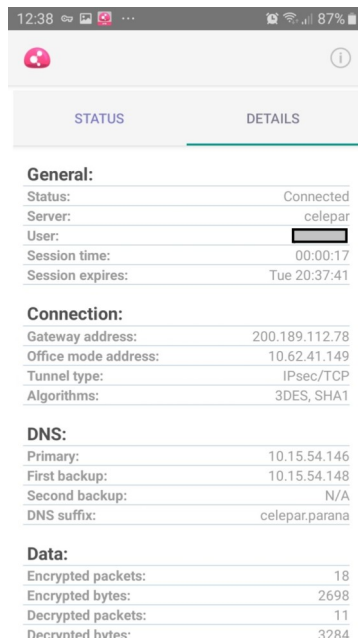 12:38 ... 87%
STATUS DETAILS
General:
Status: Connected
Server: celepar
User:
Session time: 00:00:17
Session expires: Tue 20:37:41
Connection:
Gateway address: 200.189.112.78
Office mode address: 10.62.41.149
Tunnel type: IPsec/TCP
Algorithms: 3DES, SHA1
DNS:
Primary: 10.15.54.146
First backup: 10.15.54.148
Second backup: N/A
DNS suffix: celepar.parana
Data:
Encrypted packets: 18
Encrypted bytes: 2698
Decrypted packets: 11
Decrypted bytes: 3284